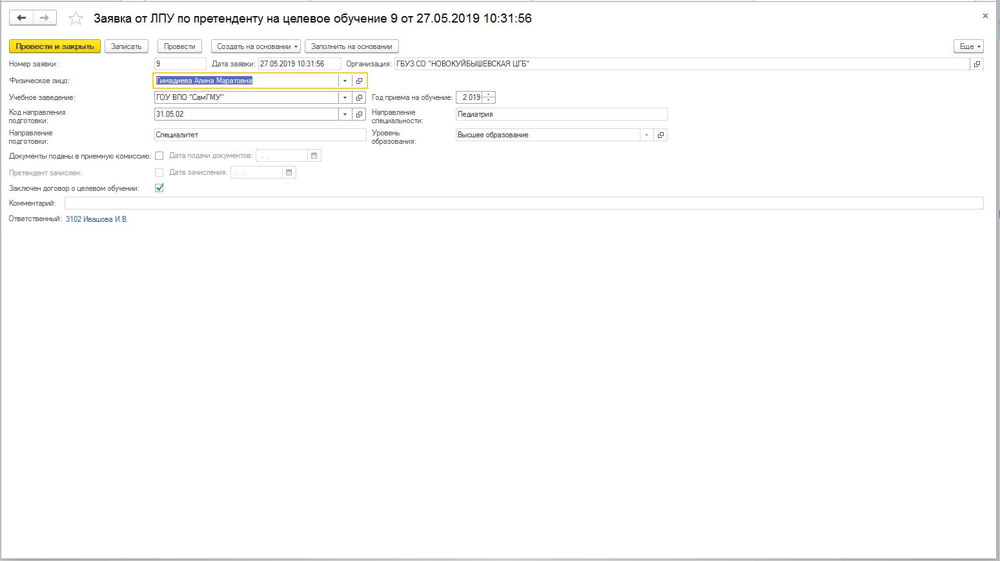 Заявка от ЛПУ по претенденту на целевое обучение 9 от 27.05.2019 10:31:56
Провести и закрыть Записать Провести Создать на основании Заполнить на основании Еще
Номер заявки: 9 Дата заявки: 27.05.2019 10:31:56 Организация: ГБУЗ СО "НОВОКУЙБЫШЕВСКАЯ ЦГБ"
Физическое лицо: Гимадиева Алина Маратовна
Учебное заведение: ГОУ ВПО "СамГМУ" Год приема на обучение: 2 019
Код направления подготовки: 31.05.02 Направление специальности: Педиатрия
Направление подготовки: Специалитет Уровень образования: Высшее образование
Документы поданы в приемную комиссию: Дата подачи документов: . .
Претендент зачислен: Дата зачисления: . .
Заключен договор о целевом обучении:
Комментарий:
Ответственный: 3102 Ивашова И.В.